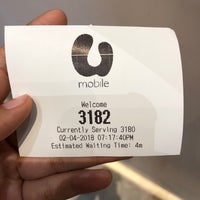 mobile
Welcome
3182
Currently Serving 3180
02-04-2018 07:17:40PM
Estimated Waiting Time: 4m